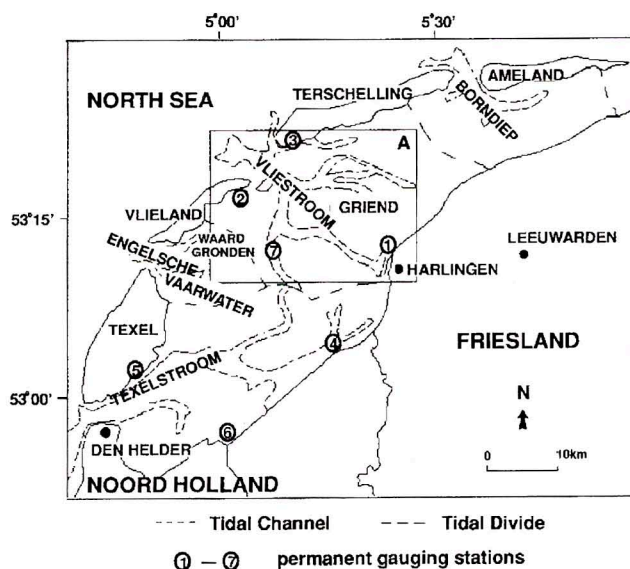 5°00'
5°30'
AMELAND
NORTH SEA
TERSCHELLING
BORNDIEP
③
A
VLIESTROOM
②
GRIEND
53°15'
VLIELAND
①
LEEUWARDEN
WAARD
GRONDEN
⑦
ENGELSCHE
HARLINGEN
VAARWATER
TEXEL
④
FRIESLAND
⑤
TEXELSTROOM
53°00'
N
⑥
DEN HELDER
0 10km
NOORD HOLLAND
Tidal Channel Tidal Divide
① – ⑦ permanent gauging stations